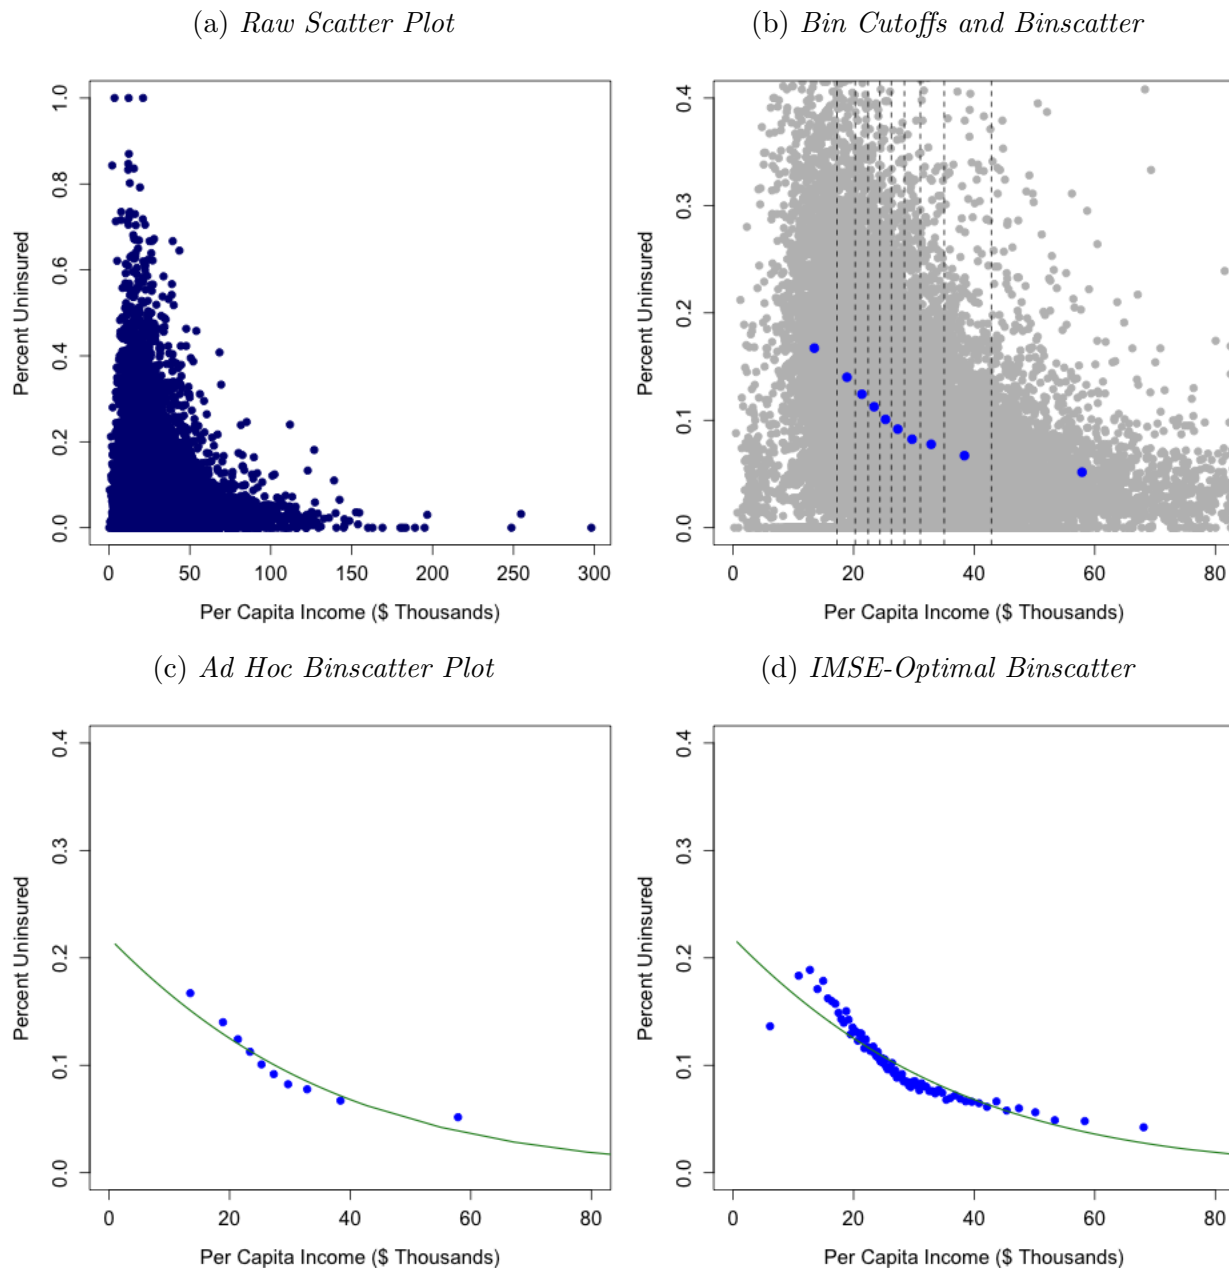 (a) Raw Scatter Plot
Percent Uninsured
0.0 0.2 0.4 0.6 0.8 1.0
0 50 100 150 200 250 300
Per Capita Income ($ Thousands)
(b) Bin Cutoffs and Binscatter
Percent Uninsured
0.0 0.1 0.2 0.3 0.4
0 20 40 60 80
Per Capita Income ($ Thousands)
(c) Ad Hoc Binscatter Plot
Percent Uninsured
0.0 0.1 0.2 0.3 0.4
0 20 40 60 80
Per Capita Income ($ Thousands)
(d) IMSE-Optimal Binscatter
Percent Uninsured
0.0 0.1 0.2 0.3 0.4
0 20 40 60 80
Per Capita Income ($ Thousands)